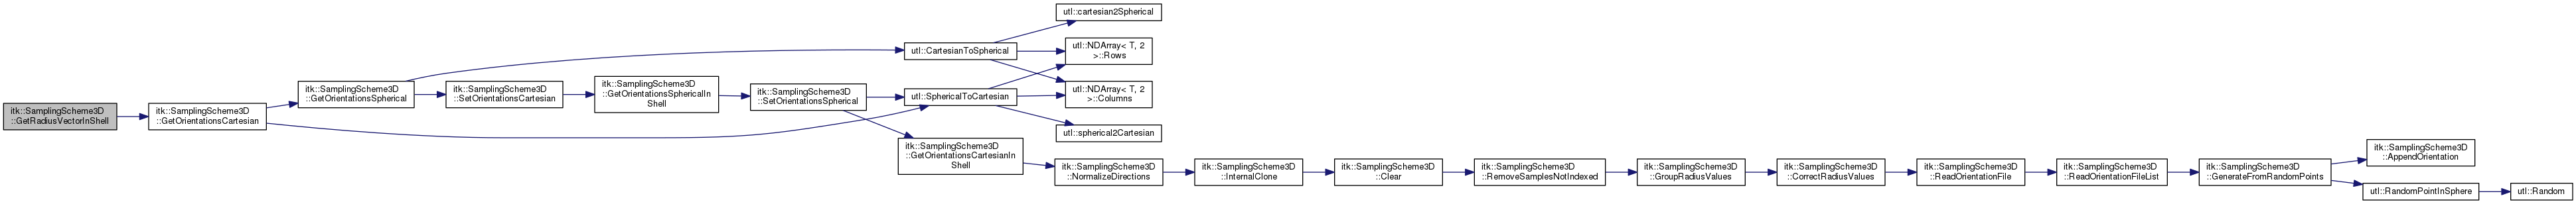 itk::SamplingScheme3D
::GetRadiusVectorInShell
itk::SamplingScheme3D
::GetOrientationsCartesian
itk::SamplingScheme3D
::GetOrientationsSpherical
itk::SamplingScheme3D
::SetOrientationsCartesian
itk::SamplingScheme3D
::GetOrientationsSphericalIn
Shell
itk::SamplingScheme3D
::SetOrientationsSpherical
utl::CartesianToSpherical
utl::SphericalToCartesian
itk::SamplingScheme3D
::GetOrientationsCartesianIn
Shell
utl::cartesian2Spherical
utl::NDArray< T, 2
>::Rows
utl::NDArray< T, 2
>::Columns
utl::spherical2Cartesian
itk::SamplingScheme3D
::NormalizeDirections
itk::SamplingScheme3D
::InternalClone
itk::SamplingScheme3D
::Clear
itk::SamplingScheme3D
::RemoveSamplesNotIndexed
itk::SamplingScheme3D
::GroupRadiusValues
itk::SamplingScheme3D
::CorrectRadiusValues
itk::SamplingScheme3D
::ReadOrientationFile
itk::SamplingScheme3D
::ReadOrientationFileList
itk::SamplingScheme3D
::GenerateFromRandomPoints
itk::SamplingScheme3D
::AppendOrientation
utl::RandomPointInSphere
utl::Random